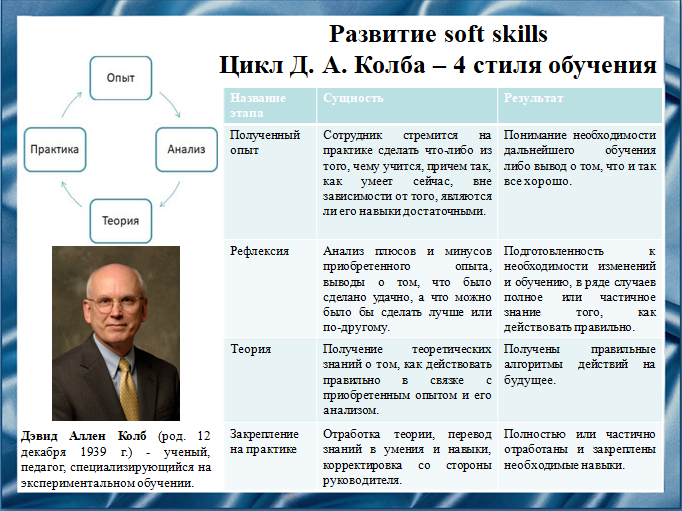 Развитие soft skills
Цикл Д. А. Колба – 4 стиля обучения
Опыт
Практика
Анализ
Теория
Дэвид Аллен Колб (род. 12
декабря 1939 г.) - ученый,
педагог, специализирующийся на
экспериментальном обучении.
Название
этапа
Сущность
Результат
Полученный
опыт
Сотрудник стремится на
практике сделать что-либо из
того, чему учится, причем так,
как умеет сейчас, вне
зависимости от того, являются
ли его навыки достаточными.
Понимание необходимости
дальнейшего обучения
либо вывод о том, что и так
все хорошо.
Рефлексия
Анализ плюсов и минусов
приобретенного опыта,
выводы о том, что было
сделано удачно, а что можно
было бы сделать лучше или
по-другому.
Подготовленность к
необходимости изменений
и обучению, в ряде случаев
полное или частичное
знание того, как
действовать правильно.
Теория
Получение теоретических
знаний о том, как действовать
правильно в связке с
приобретенным опытом и его
анализом.
Получены правильные
алгоритмы действий на
будущее.
Закрепление
на практике
Отработка теории, перевод
знаний в умения и навыки,
корректировка со стороны
руководителя.
Полностью или частично
отработаны и закреплены
необходимые навыки.